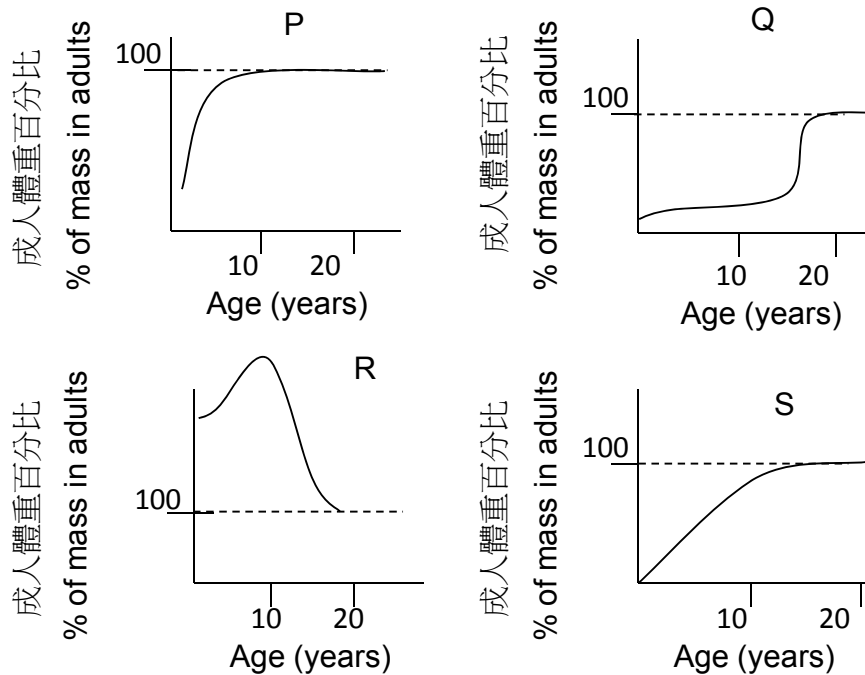 P
成人體重百分比
% of mass in adults
100
10
20
Age (years)
Q
成人體重百分比
% of mass in adults
100
10
20
Age (years)
R
成人體重百分比
% of mass in adults
100
10
20
Age (years)
S
成人體重百分比
% of mass in adults
100
10
20
Age (years)